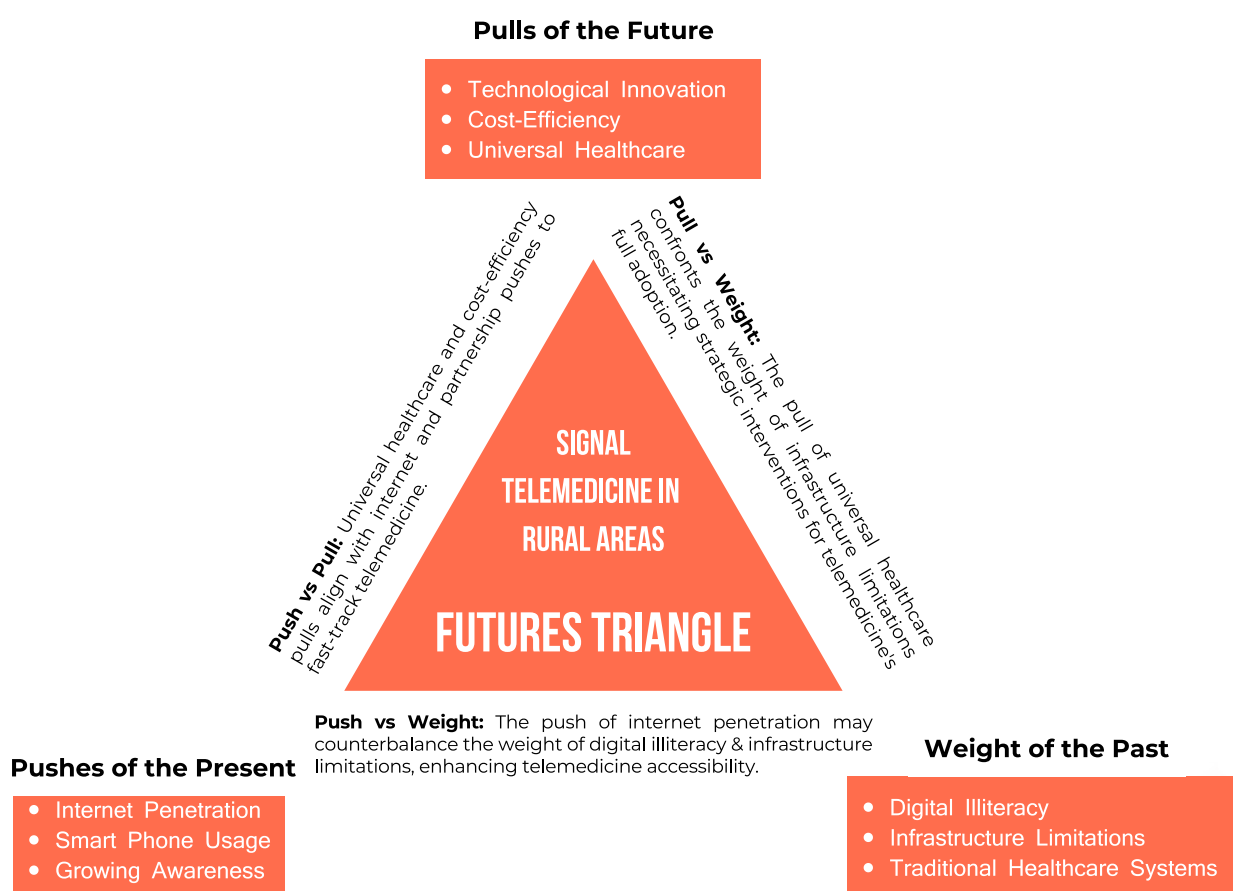 Pulls of the Future
• Technological Innovation
• Cost-Efficiency
• Universal Healthcare
Push vs Pull: Universal healthcare and cost-efficiency
pulls align with internet and partnership pushes to
fast-track telemedicine.
Pull vs Weight: The pull of universal healthcare
confronts the weight of infrastructure limitations
necessitating strategic interventions for telemedicine's
full adoption.
SIGNAL
TELEMEDICINE IN
RURAL AREAS
FUTURES TRIANGLE
Push vs Weight: The push of internet penetration may
counterbalance the weight of digital illiteracy & infrastructure
limitations, enhancing telemedicine accessibility.
Pushes of the Present
• Internet Penetration
• Smart Phone Usage
• Growing Awareness
Weight of the Past
• Digital Illiteracy
• Infrastructure Limitations
• Traditional Healthcare Systems